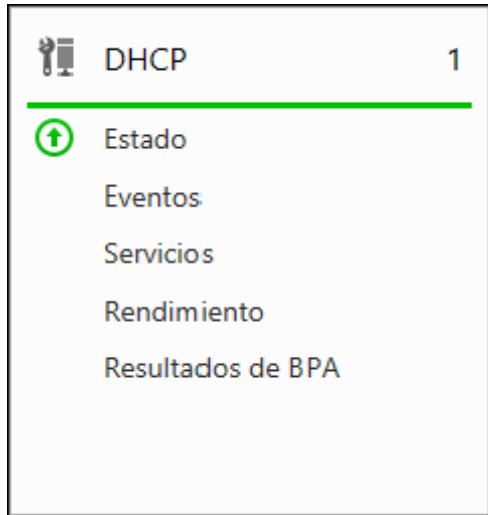 DHCP 1
Estado
Eventos
Servicios
Rendimiento
Resultados de BPA